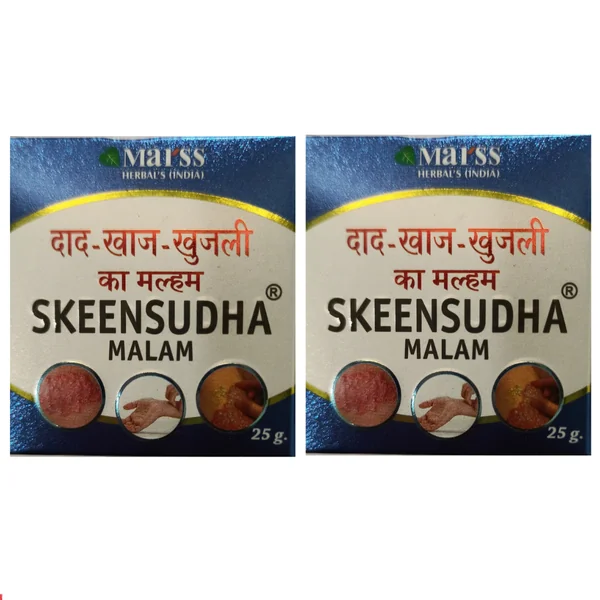 Marss
HERBAL'S (INDIA)
दाद-खाज-खुजली
का मल्हम
SKEENSUDHA®
MALAM
25 g.
Marss
HERBAL'S (INDIA)
दाद-खाज-खुजली
का मल्हम
SKEENSUDHA®
MALAM
25 g.